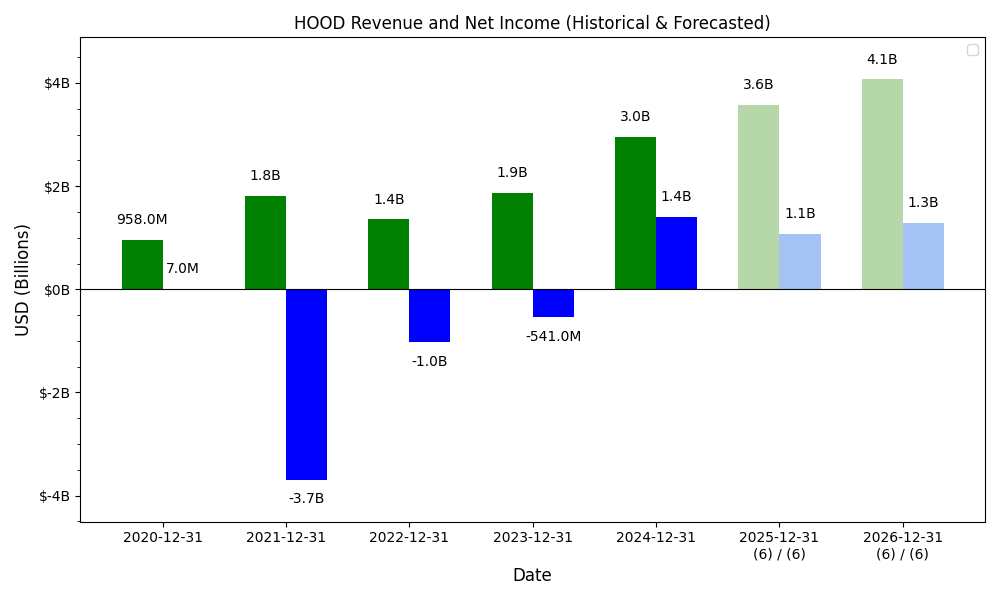 HOOD Revenue and Net Income (Historical & Forecasted)
USD (Billions)
$4B
$2B
$0B
$-2B
$-4B
958.0M
7.0M
1.8B
-3.7B
1.4B
-1.0B
1.9B
-541.0M
3.0B
1.4B
3.6B
1.1B
4.1B
1.3B
2020-12-31
2021-12-31
2022-12-31
2023-12-31
2024-12-31
2025-12-31
(6) / (6)
2026-12-31
(6) / (6)
Date